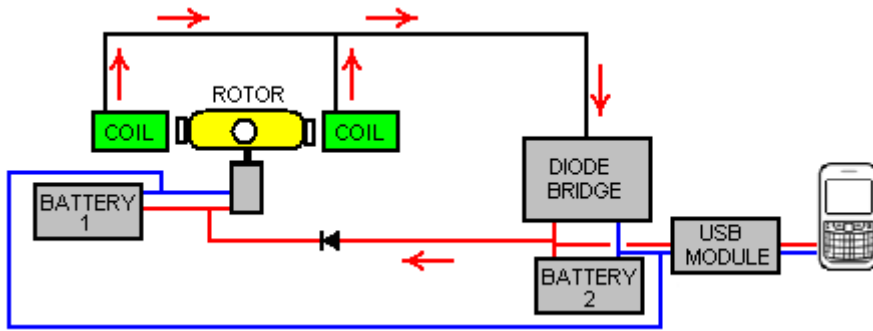 ROTOR
COIL
COIL
DIODE
BRIDGE
BATTERY
1
USB
MODULE
BATTERY
2